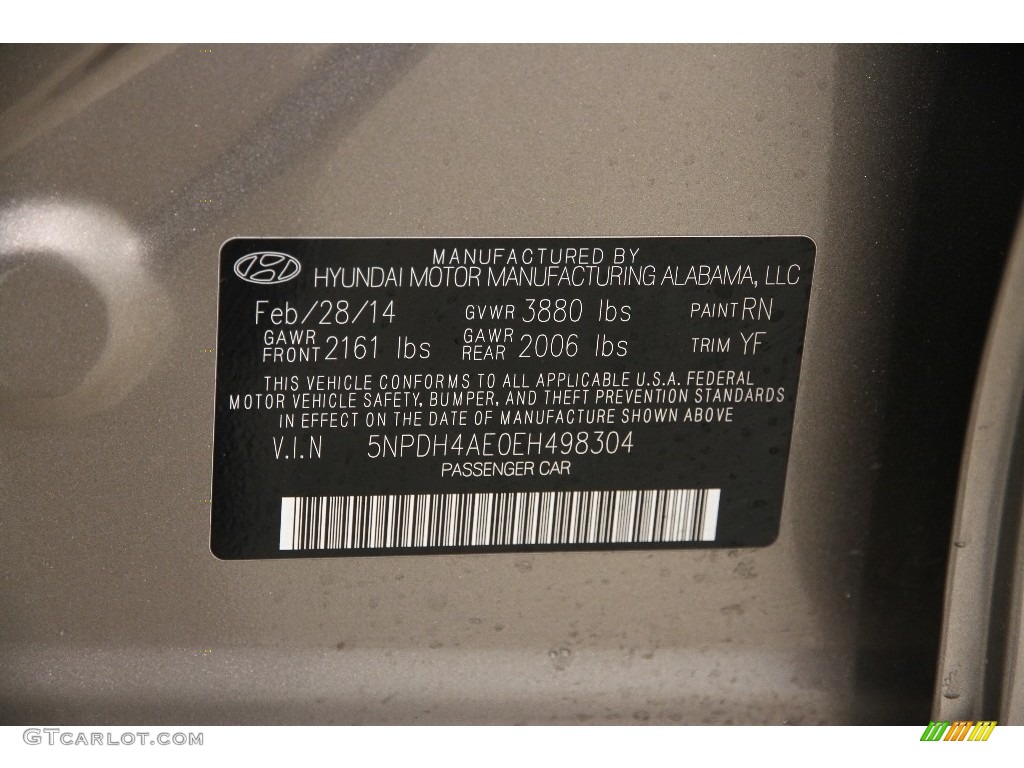 MANUFACTURED BY
HYUNDAI MOTOR MANUFACTURING ALABAMA, LLC
Feb/28/14 GVWR 3880 lbs PAINT RN
GAWR FRONT 2161 lbs GAWR REAR 2006 lbs TRIM YF
THIS VEHICLE CONFORMS TO ALL APPLICABLE U.S.A. FEDERAL
MOTOR VEHICLE SAFETY, BUMPER, AND THEFT PREVENTION STANDARDS
IN EFFECT ON THE DATE OF MANUFACTURE SHOWN ABOVE
V.I.N 5NPDH4AE0EH498304
PASSENGER CAR
GTCarlot.com